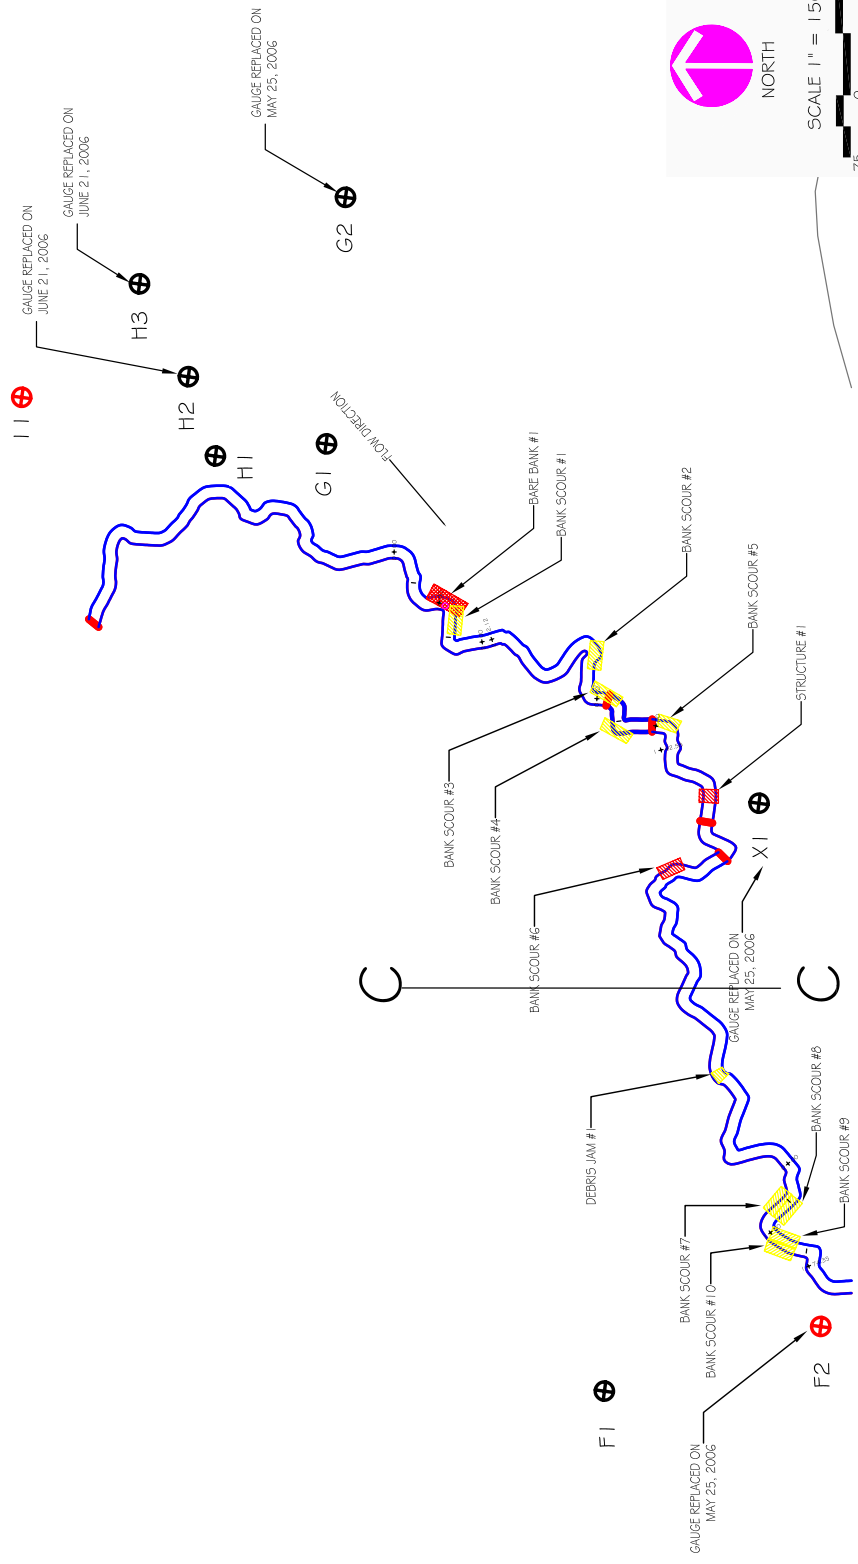 GAUGE REPLACED ON
MAY 25, 2006
GAUGE REPLACED ON
JUNE 21, 2006
GAUGE REPLACED ON
JUNE 21, 2006
NORTH
SCALE 1" = 15
0
75
G2
H3
I1
H2
H1
G1
FLOW DIRECTION
BARE BANK #1
BANK SCOUR #1
BANK SCOUR #2
BANK SCOUR #5
STRUCTURE #1
BANK SCOUR #3
BANK SCOUR #4
BANK SCOUR #6
X1
GAUGE REPLACED ON
MAY 25, 2006
C
C
DEBRIS JAM #1
BANK SCOUR #8
BANK SCOUR #9
BANK SCOUR #7
BANK SCOUR #10
F2
F1
GAUGE REPLACED ON
MAY 25, 2006